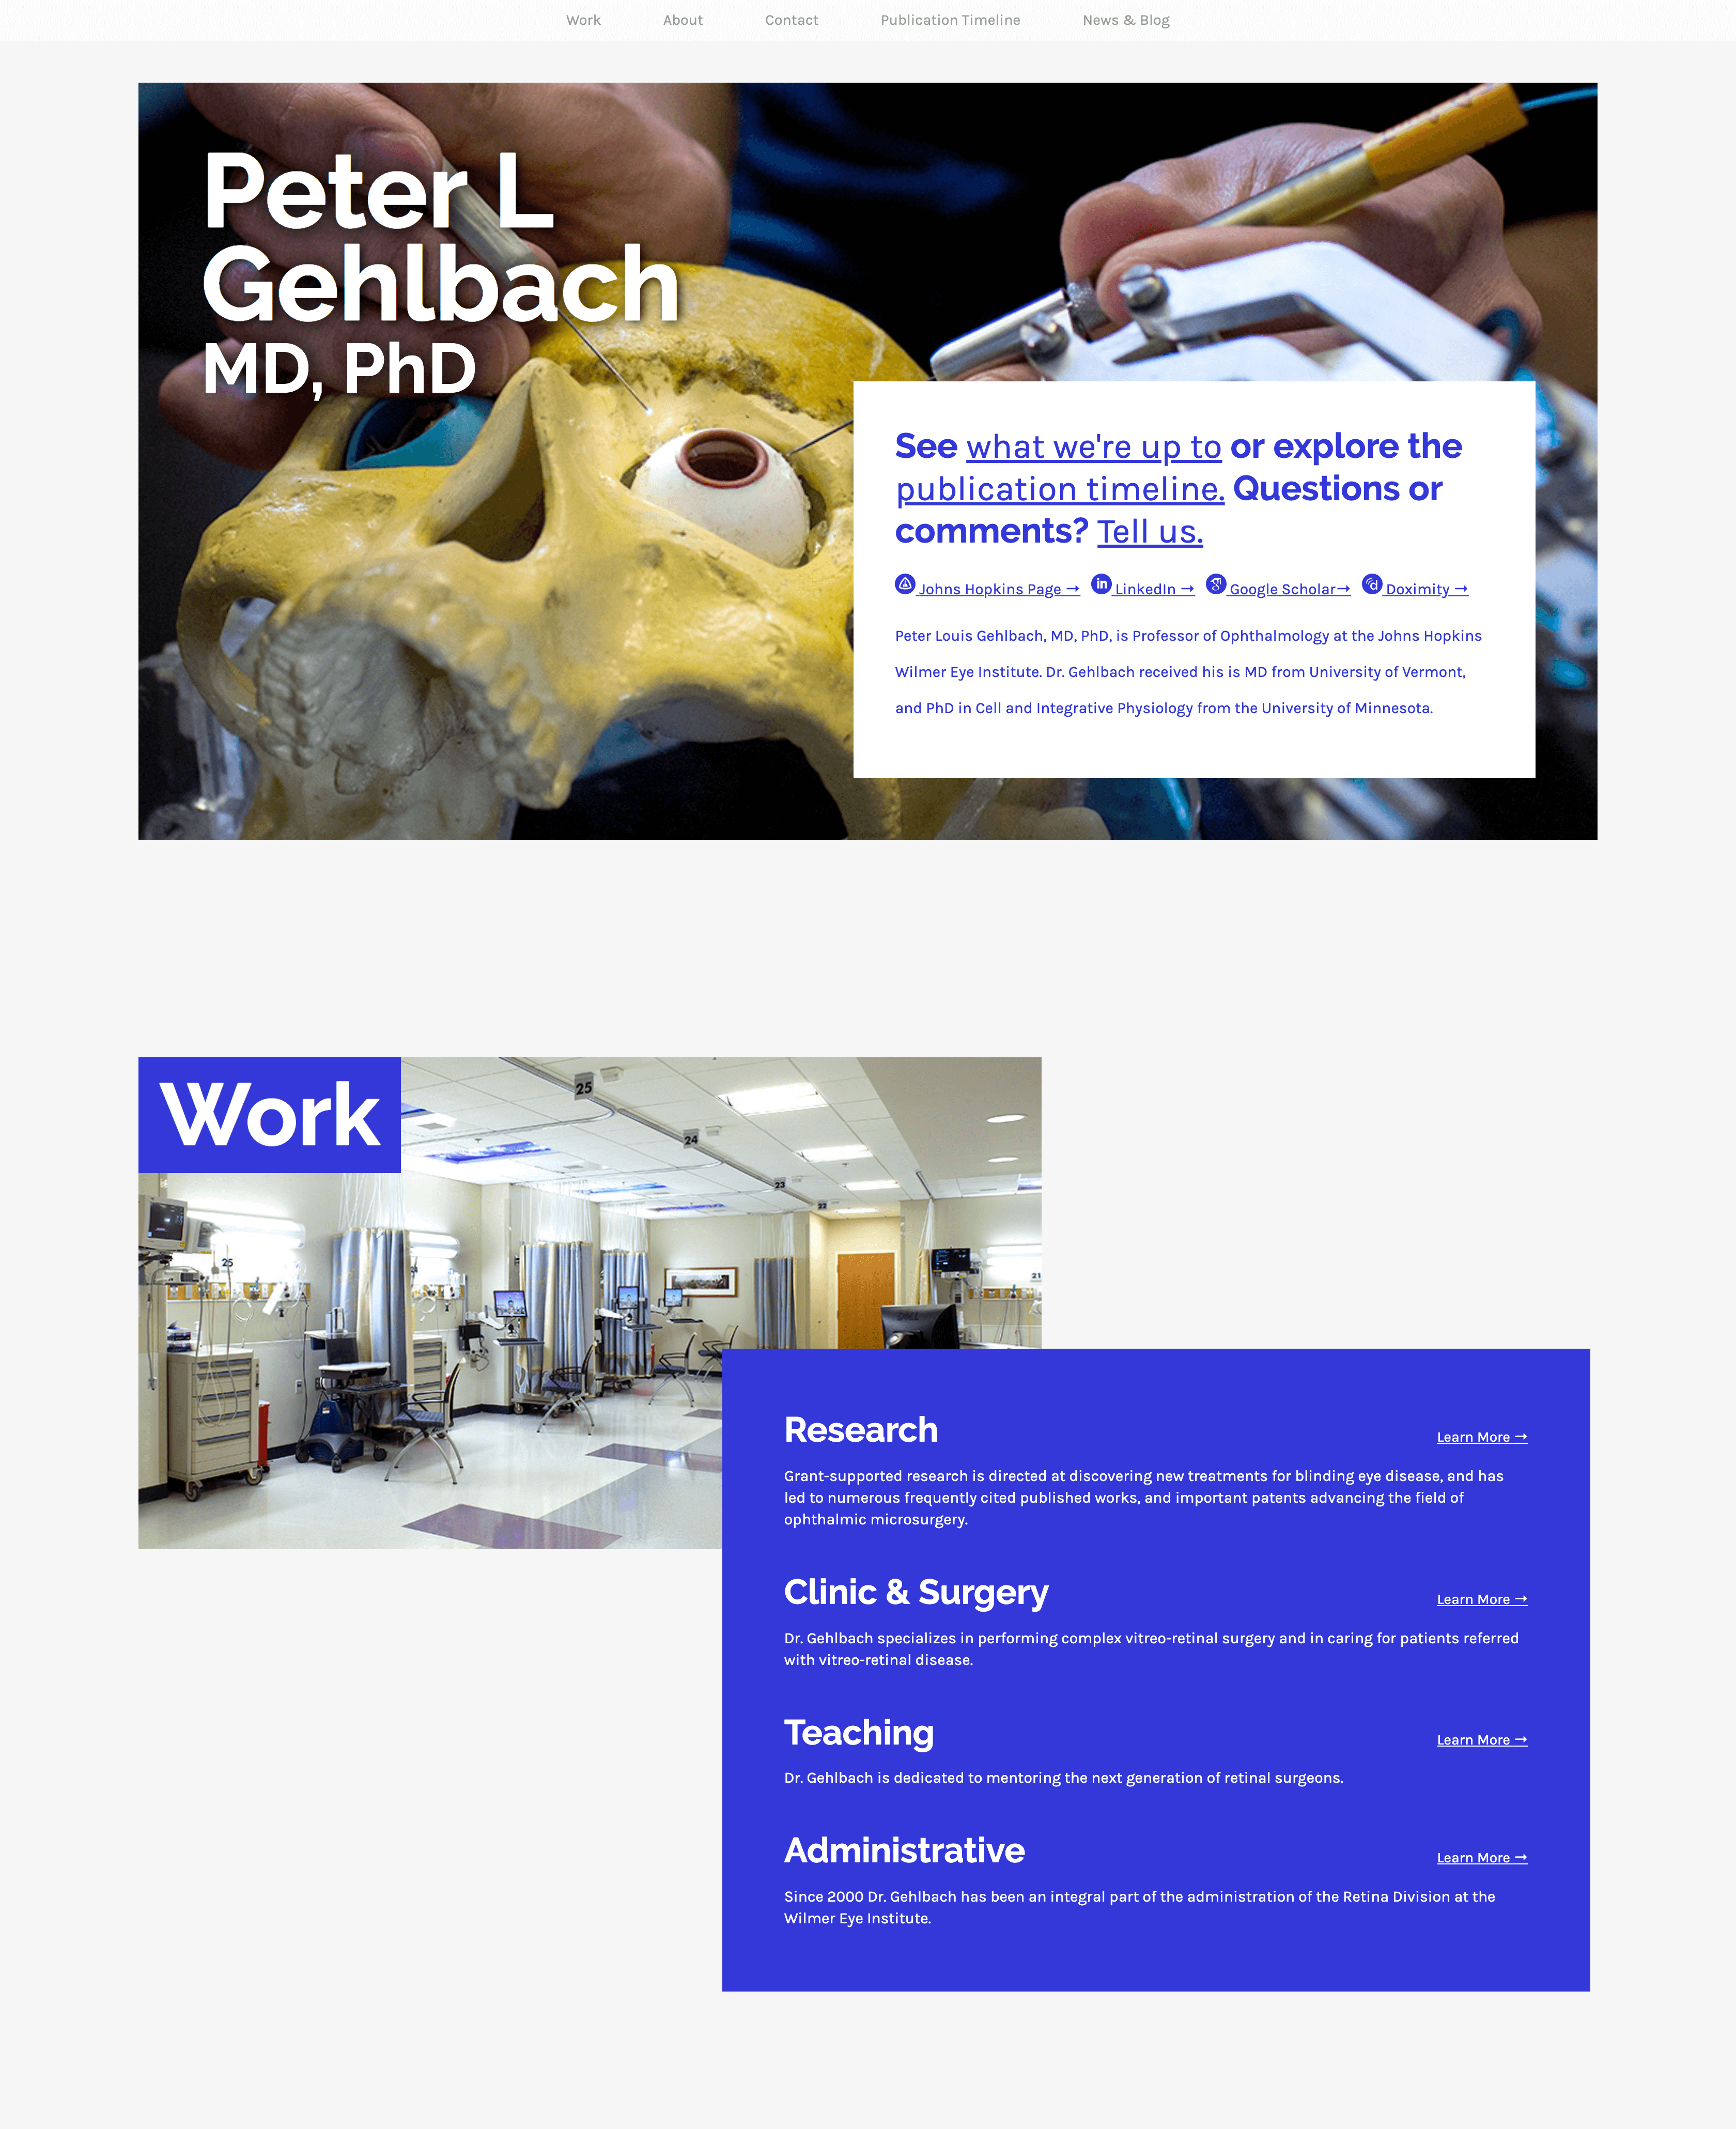 Work About Contact Publication Timeline News & Blog
Peter L
Gehlbach
MD, PhD
See what we're up to or explore the
publication timeline. Questions or
comments? Tell us.
Johns Hopkins Page → in LinkedIn → g Google Scholar→ d Doximity →
Peter Louis Gehlbach, MD, PhD, is Professor of Ophthalmology at the Johns Hopkins
Wilmer Eye Institute. Dr. Gehlbach received his is MD from University of Vermont,
and PhD in Cell and Integrative Physiology from the University of Minnesota.
Work
25
24
23
22
25
21
DELL
Research
Learn More →
Grant-supported research is directed at discovering new treatments for blinding eye disease, and has
led to numerous frequently cited published works, and important patents advancing the field of
ophthalmic microsurgery.
Clinic & Surgery
Learn More →
Dr. Gehlbach specializes in performing complex vitreo-retinal surgery and in caring for patients referred
with vitreo-retinal disease.
Teaching
Learn More →
Dr. Gehlbach is dedicated to mentoring the next generation of retinal surgeons.
Administrative
Learn More →
Since 2000 Dr. Gehlbach has been an integral part of the administration of the Retina Division at the
Wilmer Eye Institute.